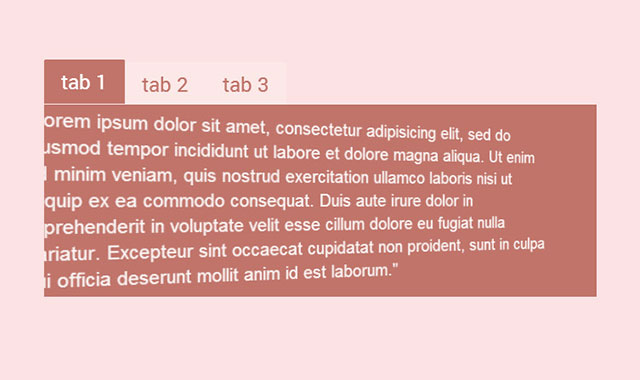 tab 1
tab 2
tab 3
orem ipsum dolor sit amet, consectetur adipisicing elit, sed do
usmod tempor incididunt ut labore et dolore magna aliqua. Ut enim
minim veniam, quis nostrud exercitation ullamco laboris nisi ut
quip ex ea commodo consequat. Duis aute irure dolor in
prehenderit in voluptate velit esse cillum dolore eu fugiat nulla
riatur. Excepteur sint occaecat cupidatat non proident, sunt in culpa
i officia deserunt mollit anim id est laborum."